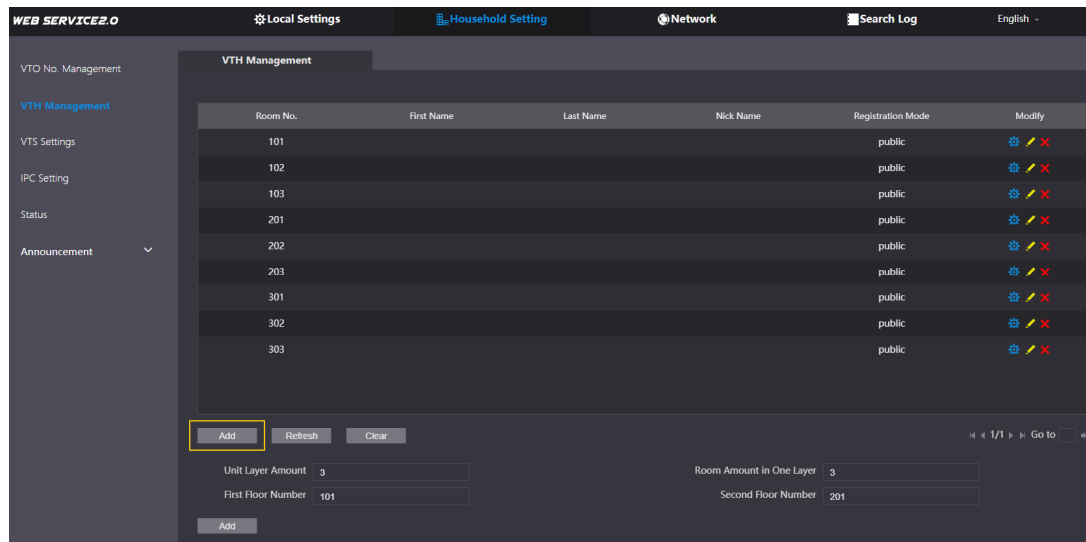 WEB SERVICE2.0 Local Settings Household Setting Network Search Log English
VTO No. Management
VTH Management
VTS Settings
IPC Setting
Status
Announcement
VTH Management
Room No. First Name Last Name Nick Name Registration Mode Modify
101 public
102 public
103 public
201 public
202 public
203 public
301 public
302 public
303 public
Add Refresh Clear 1/1 Go to
Unit Layer Amount 3 Room Amount in One Layer 3
First Floor Number 101 Second Floor Number 201
Add